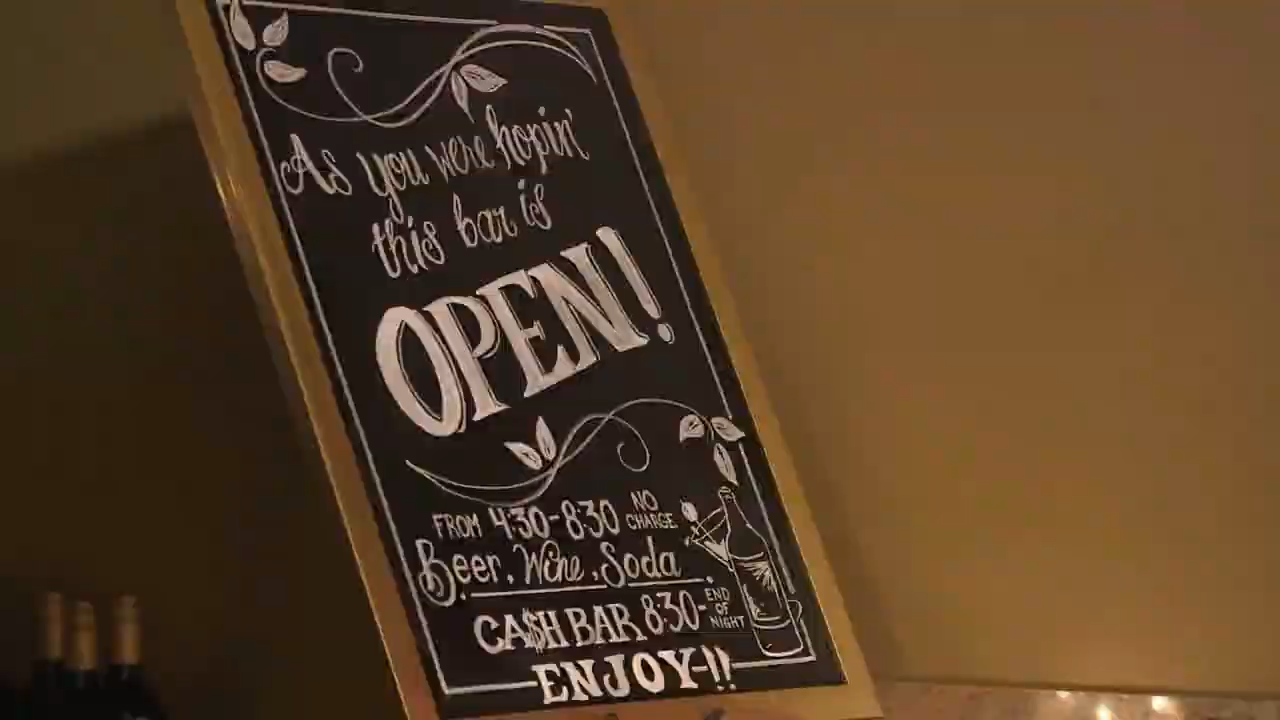 As you were hopin'
this bar is
OPEN!
FROM 4:30-8:30 NO CHARGE
Beer, Wine, Soda
CA$H BAR 8:30- END OF NIGHT
ENJOY-!!